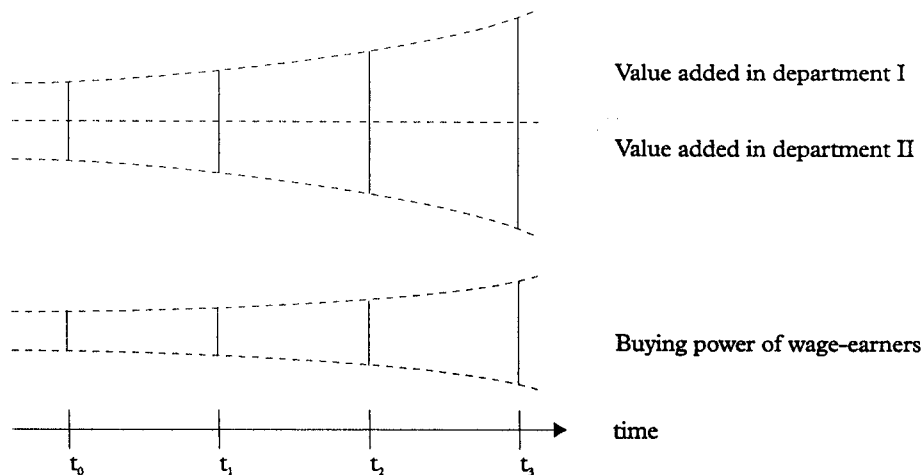 Value added in department I
Value added in department II
Buying power of wage-earners
time
t₀ t₁ t₂ t₃